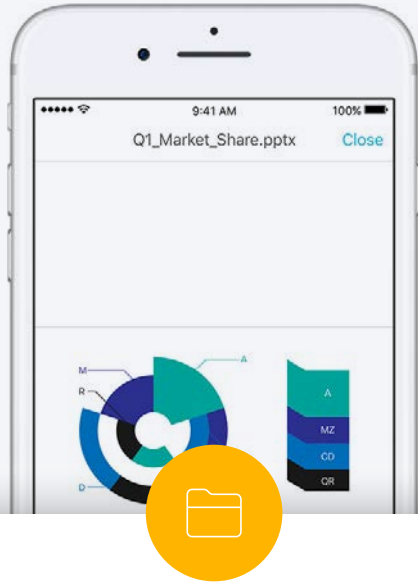 9:41 AM
100%
Q1_Market_Share.pptx
Close
M
A
R
D
A
MZ
CD
QR